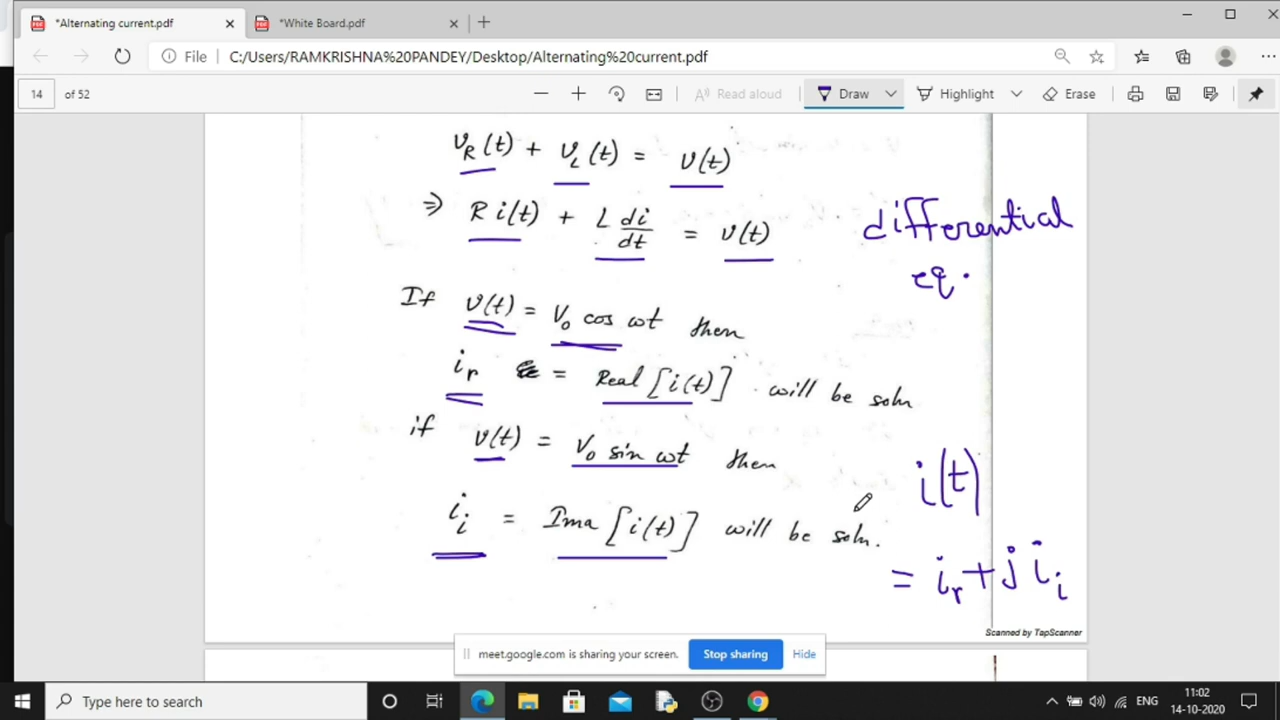 *Alternating current.pdf
*White Board.pdf
File C:/Users/RAMKRISHNA%20PANDEY/Desktop/Alternating%20current.pdf
14 of 52
Read aloud
Draw
Highlight
Erase
v_R(t) + v_L(t) = v(t)
⇒ R i(t) + L di/dt = v(t)
differential
eq.
If v(t) = V₀ cos ωt then
i_r = Real [i(t)] will be soln
if v(t) = V₀ sin ωt then
i(t)
i_i = Ima [i(t)] will be soln.
= i_r + j i_i
Scanned by TapScanner
meet.google.com is sharing your screen. Stop sharing Hide
Type here to search
ENG
11:02
14-10-2020